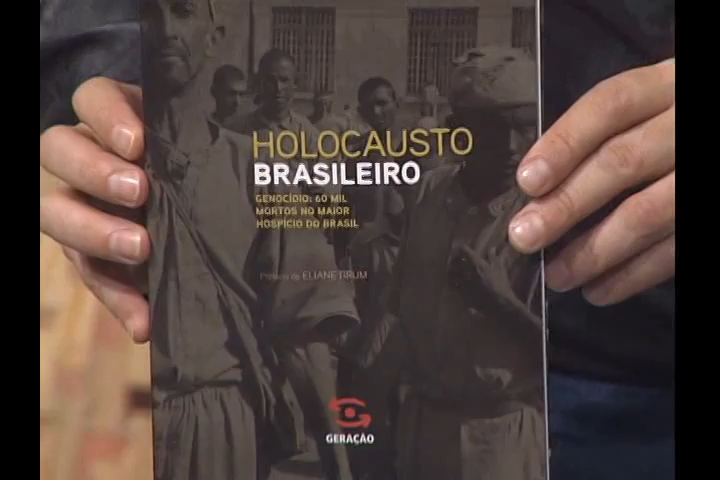 HOLOCAUSTO
BRASILEIRO
GENOCÍDIO: 60 MIL
MORTOS NO MAIOR
HOSPÍCIO DO BRASIL
Prefácio de ELIANE BRUM
GERAÇÃO